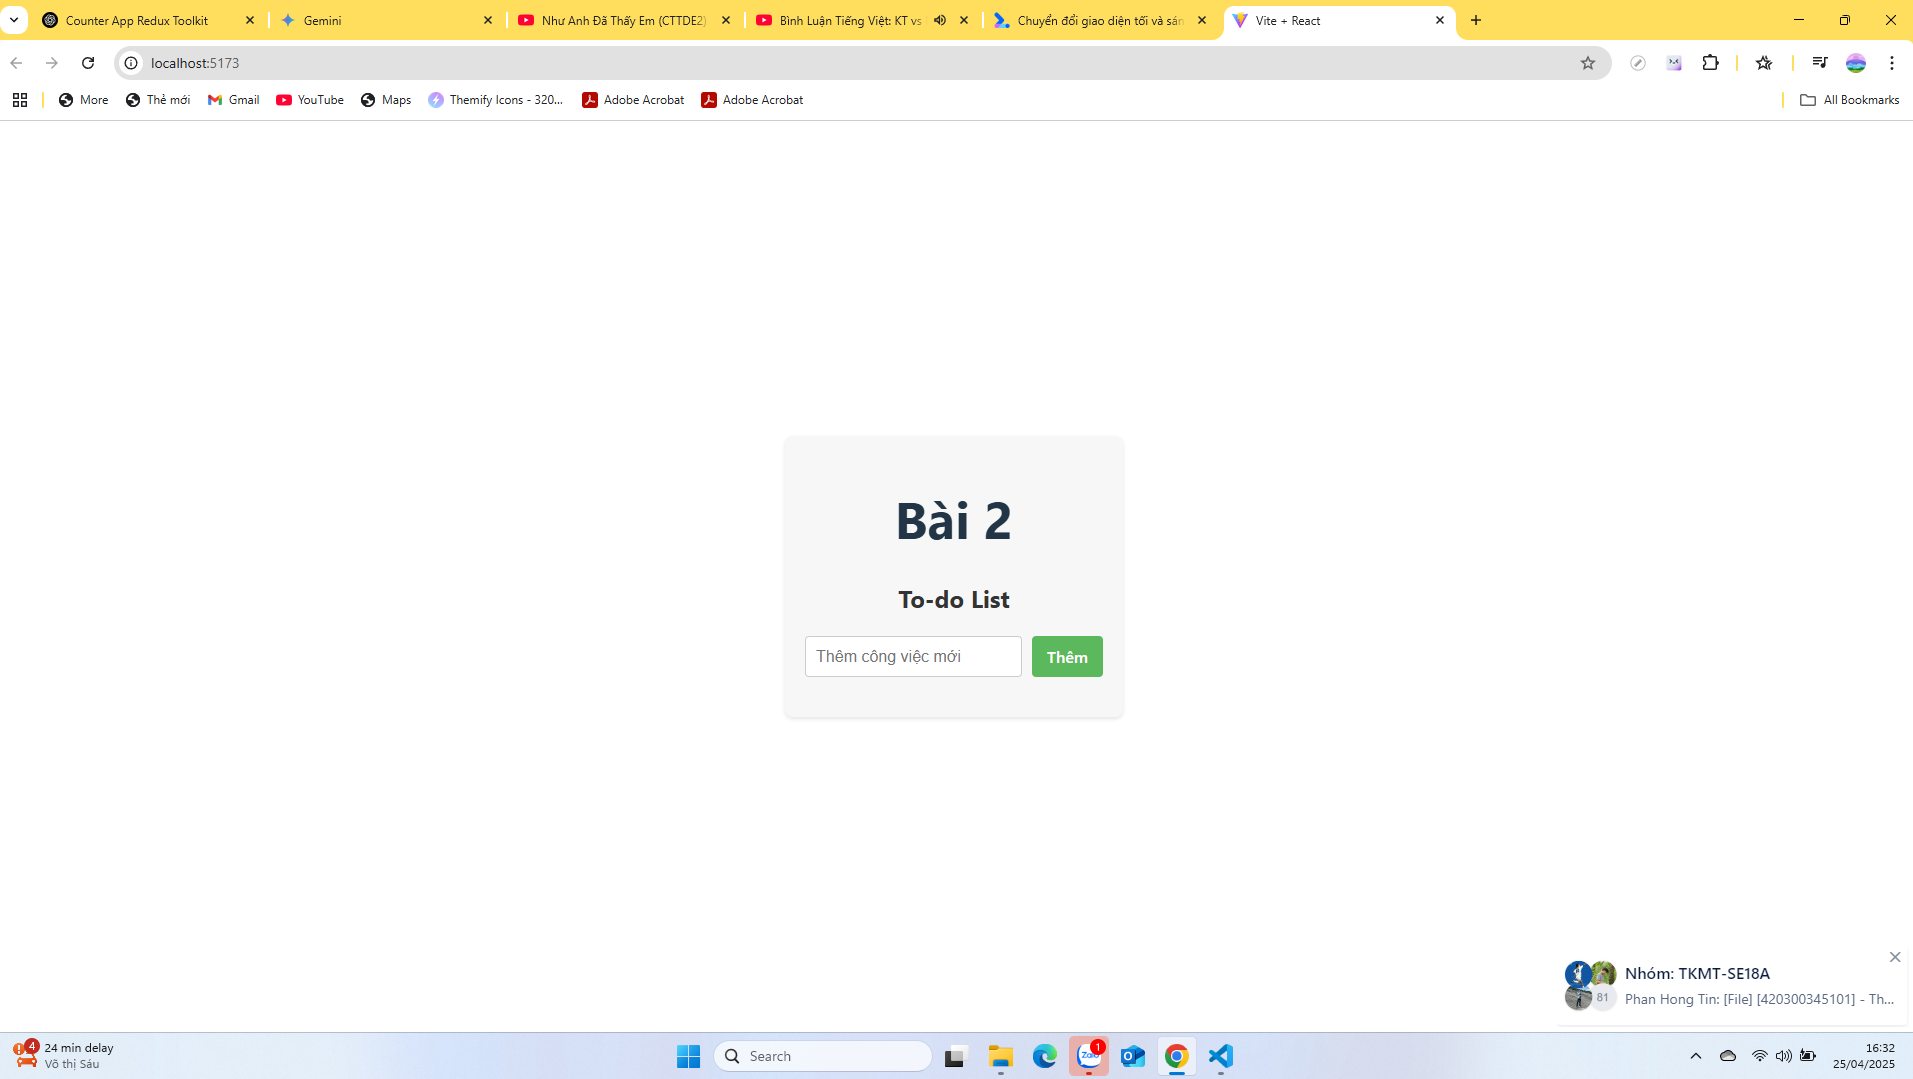 Counter App Redux Toolkit
Gemini
Như Anh Đã Thấy Em (CTTDE2)
Bình Luận Tiếng Việt: KT vs
Chuyển đổi giao diện tối và sán
Vite + React
localhost:5173
More
Thẻ mới
Gmail
YouTube
Maps
Themify Icons - 320...
Adobe Acrobat
Adobe Acrobat
All Bookmarks
Bài 2
To-do List
Thêm công việc mới
Thêm
Nhóm: TKMT-SE18A
81
Phan Hong Tin: [File] [420300345101] - Th...
4
24 min delay
Võ thị Sáu
Search
Zalo
1
16:32
25/04/2025